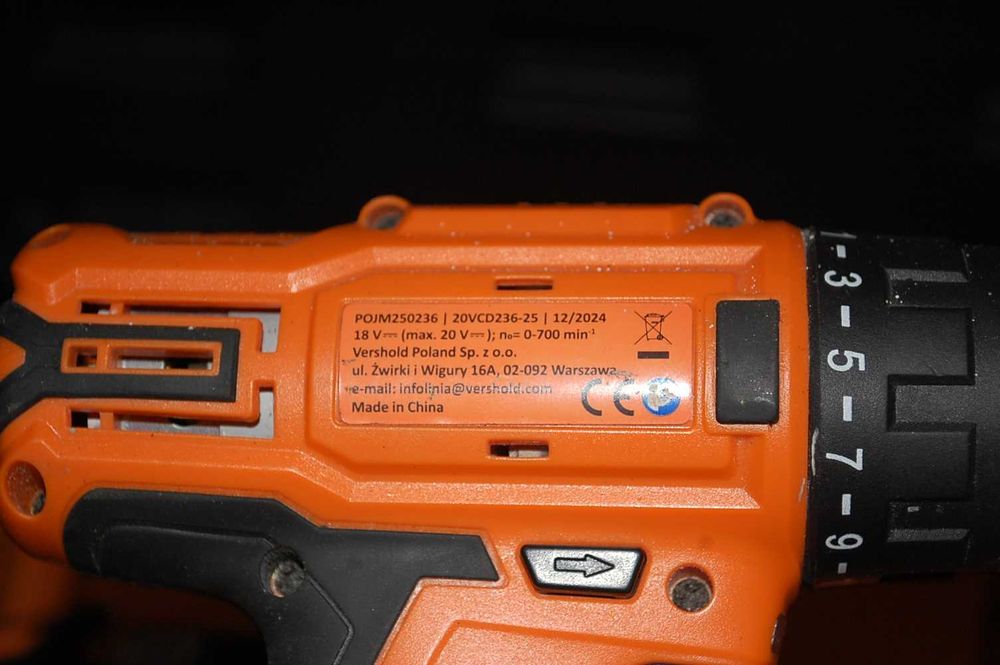 POJM250236 | 20VCD236-25 | 12/2024
18 V⎓ (max. 20 V⎓); n₀= 0-700 min⁻¹
Vershold Poland Sp. z o.o.
ul. Żwirki i Wigury 16A, 02-092 Warszawa
e-mail: infolinia@vershold.com
Made in China
CE
1 - 3 - 5 - 7 - 9 -